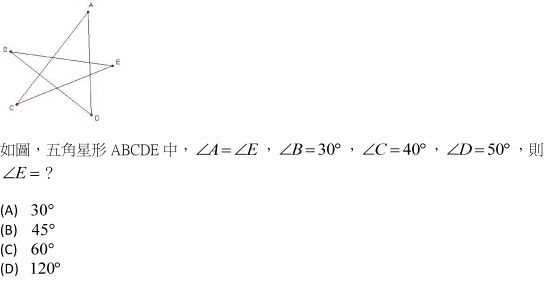 A
B
E
C
D
如圖，五角星形 ABCDE 中，∠A＝∠E，∠B＝30°，∠C＝40°，∠D＝50°，則
∠E＝？
(A) 30°
(B) 45°
(C) 60°
(D) 120°